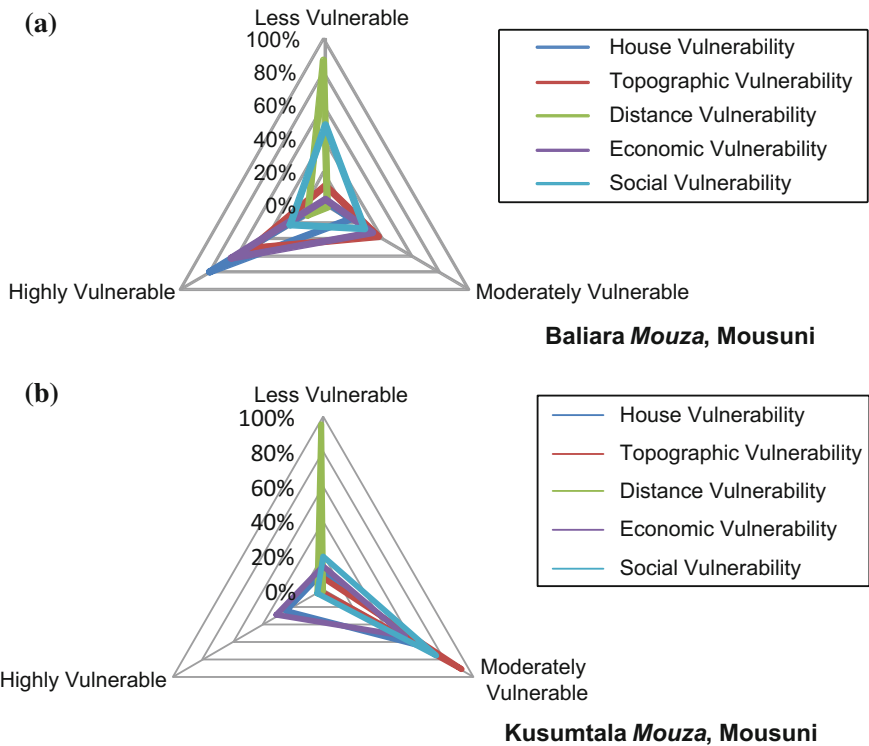 (a)
Less Vulnerable
100%
80%
60%
40%
20%
0%
Highly Vulnerable
Moderately Vulnerable
House Vulnerability
Topographic Vulnerability
Distance Vulnerability
Economic Vulnerability
Social Vulnerability
Baliara Mouza, Mousuni
(b)
Less Vulnerable
100%
80%
60%
40%
20%
0%
Highly Vulnerable
Moderately
Vulnerable
House Vulnerability
Topographic Vulnerability
Distance Vulnerability
Economic Vulnerability
Social Vulnerability
Kusumtala Mouza, Mousuni